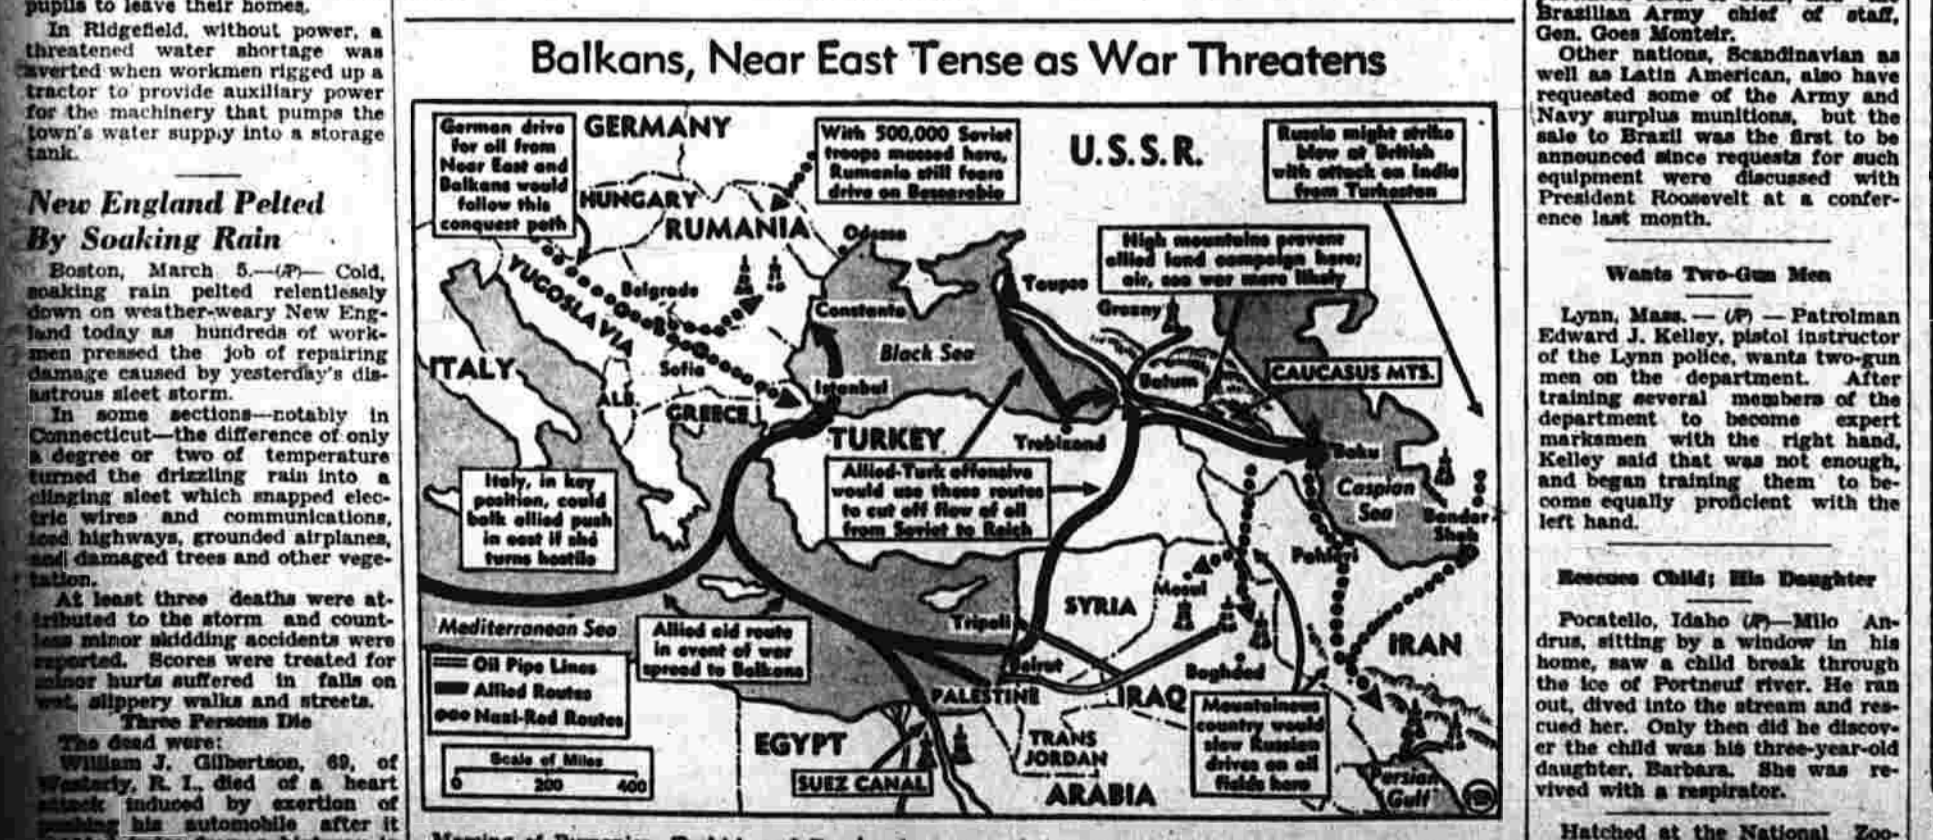 pupils to leave their homes.
In Ridgefield, without power, a
threatened water shortage was
averted when workmen rigged up a
tractor to provide auxiliary power
for the machinery that pumps the
town's water supply into a storage
tank.
New England Pelted
By Soaking Rain
Boston, March 5.—(AP)— Cold,
soaking rain pelted relentlessly
down on weather-weary New Eng-
land today as hundreds of work-
men pressed the job of repairing
damage caused by yesterday's dis-
astrous sleet storm.
In some sections—notably in
Connecticut—the difference of only
a degree or two of temperature
turned the drizzling rain into a
clinging sleet which snapped elec-
tric wires and communications,
iced highways, grounded airplanes,
and damaged trees and other vege-
tation.
At least three deaths were at-
tributed to the storm and count-
less minor skidding accidents were
reported. Scores were treated for
minor hurts suffered in falls on
wet, slippery walks and streets.
Three Persons Die
The dead were:
William J. Gilbertson, 69, of
Westerly, R. I., died of a heart
attack induced by exertion of
pushing his automobile after it
Balkans, Near East Tense as War Threatens
German drive
for oil from
Near East and
Balkans would
follow this
conquest path
GERMANY
With 500,000 Soviet
troops massed here,
Rumania still fears
drive on Bessarabia
U.S.S.R.
Russia might strike
blow at British
with attack on India
from Turkestan
HUNGARY
RUMANIA
Odessa
High mountains prevent
allied land campaign here;
air, sea war more likely
YUGOSLAVIA
Belgrade
Constanta
Toupse
Grozny
Black Sea
ITALY
Sofia
Istanbul
Batum
CAUCASUS MTS.
ALB.
GREECE
TURKEY
Trebizond
Baku
Caspian
Sea
Italy, in key
position, could
balk allied push
in east if she
turns hostile
Allied-Turk offensive
would use these routes
to cut off flow of oil
from Soviet to Reich
Bender
Shah
Pahlevi
Mosul
SYRIA
Mediterranean Sea
Tripoli
Allied aid route
in event of war
spread to Balkans
IRAN
Oil Pipe Lines
Allied Routes
Nazi-Red Routes
Beirut
Baghdad
PALESTINE
IRAQ
Mountainous
country would
slow Russian
drives on oil
fields here
EGYPT
TRANS
JORDAN
Scale of Miles
0 200 400
SUEZ CANAL
ARABIA
Persian
Gulf
Brazilian Army chief of staff,
Gen. Goes Monteir.
Other nations, Scandinavian as
well as Latin American, also have
requested some of the Army and
Navy surplus munitions, but the
sale to Brazil was the first to be
announced since requests for such
equipment were discussed with
President Roosevelt at a confer-
ence last month.
Wants Two-Gun Men
Lynn, Mass. — (AP) — Patrolman
Edward J. Kelley, pistol instructor
of the Lynn police, wants two-gun
men on the department. After
training several members of the
department to become expert
marksmen with the right hand,
Kelley said that was not enough,
and began training them to be-
come equally proficient with the
left hand.
Rescues Child; His Daughter
Pocatello, Idaho (AP)—Milo An-
drus, sitting by a window in his
home, saw a child break through
the ice of Portneuf river. He ran
out, dived into the stream and res-
cued her. Only then did he discov-
er the child was his three-year-old
daughter, Barbara. She was re-
vived with a respirator.
Hatched at the National Zoo-